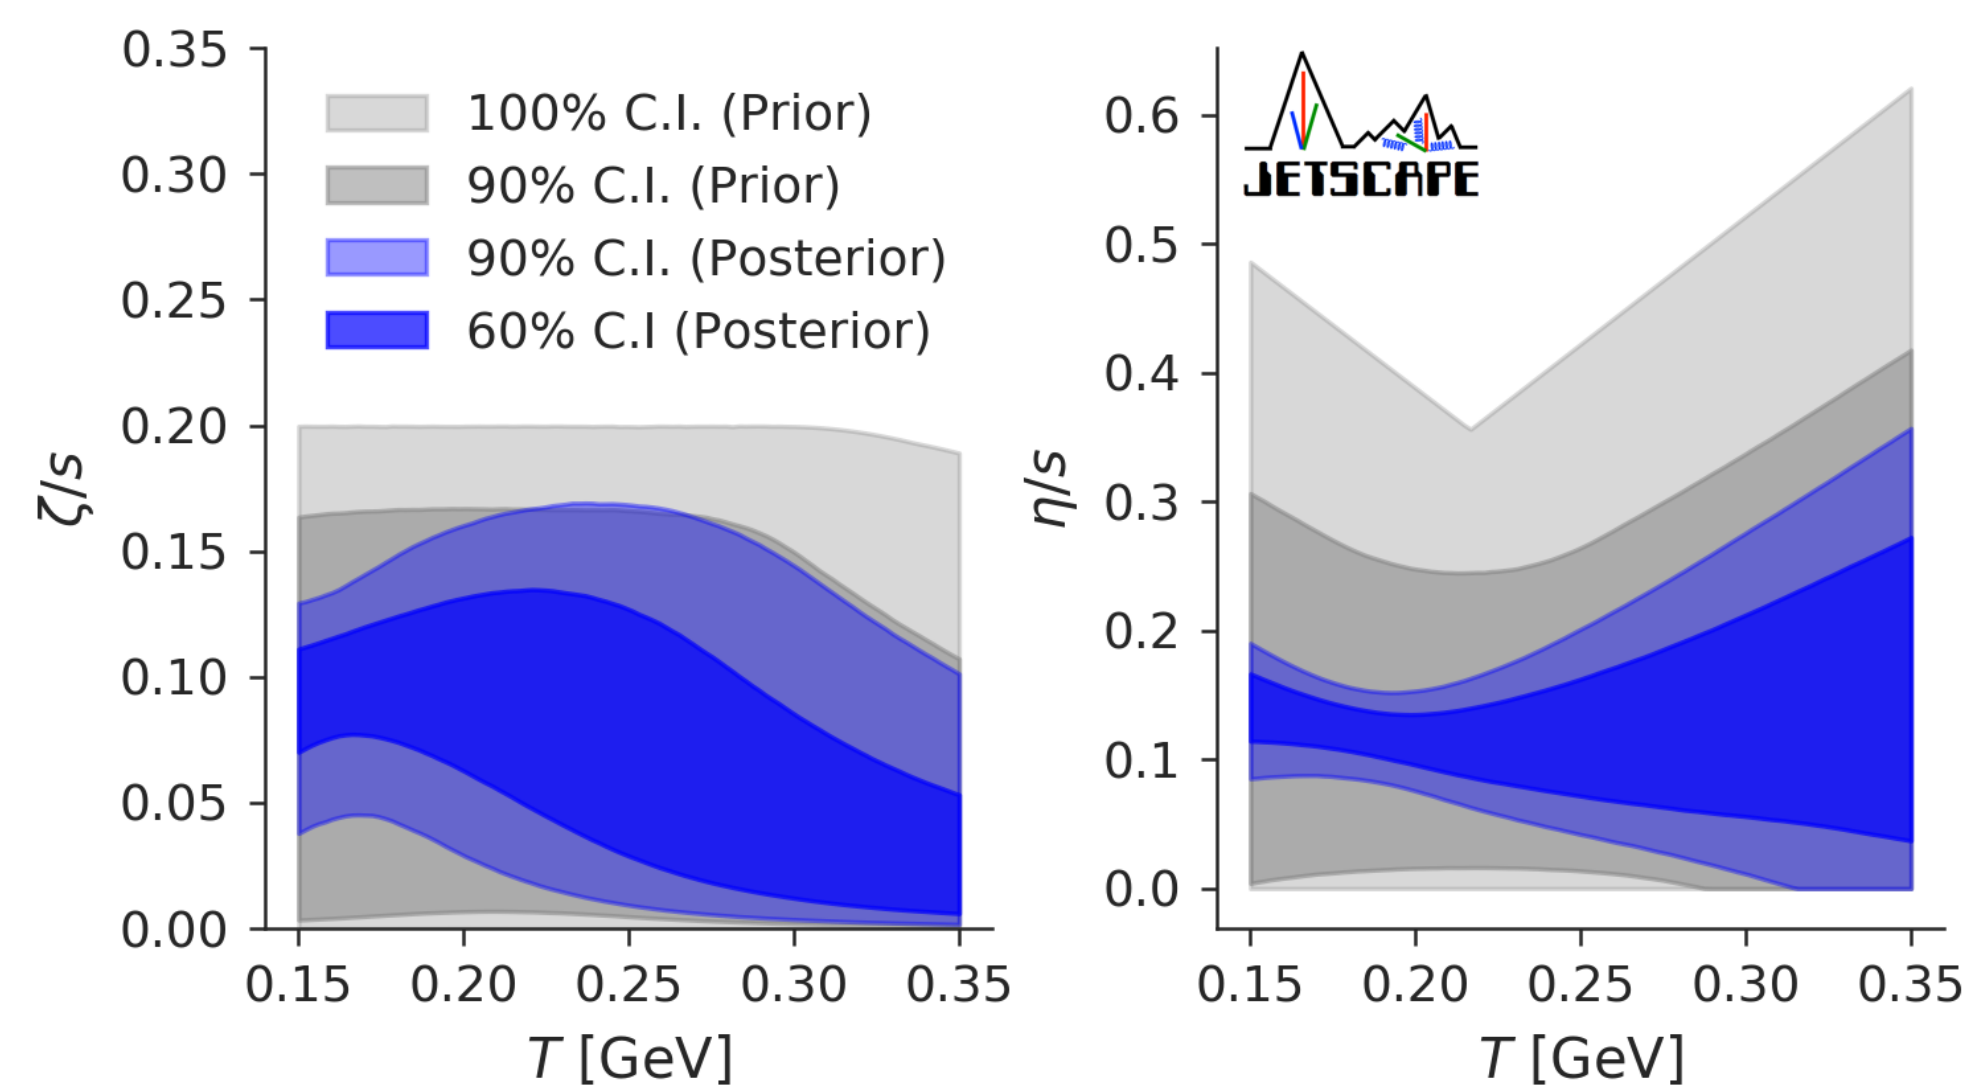 0.35
0.30
0.25
0.20
0.15
0.10
0.05
0.00
ζ/s
100% C.I. (Prior)
90% C.I. (Prior)
90% C.I. (Posterior)
60% C.I (Posterior)
0.15 0.20 0.25 0.30 0.35
T [GeV]
JETSCAPE
0.6
0.5
0.4
0.3
0.2
0.1
0.0
η/s
0.15 0.20 0.25 0.30 0.35
T [GeV]